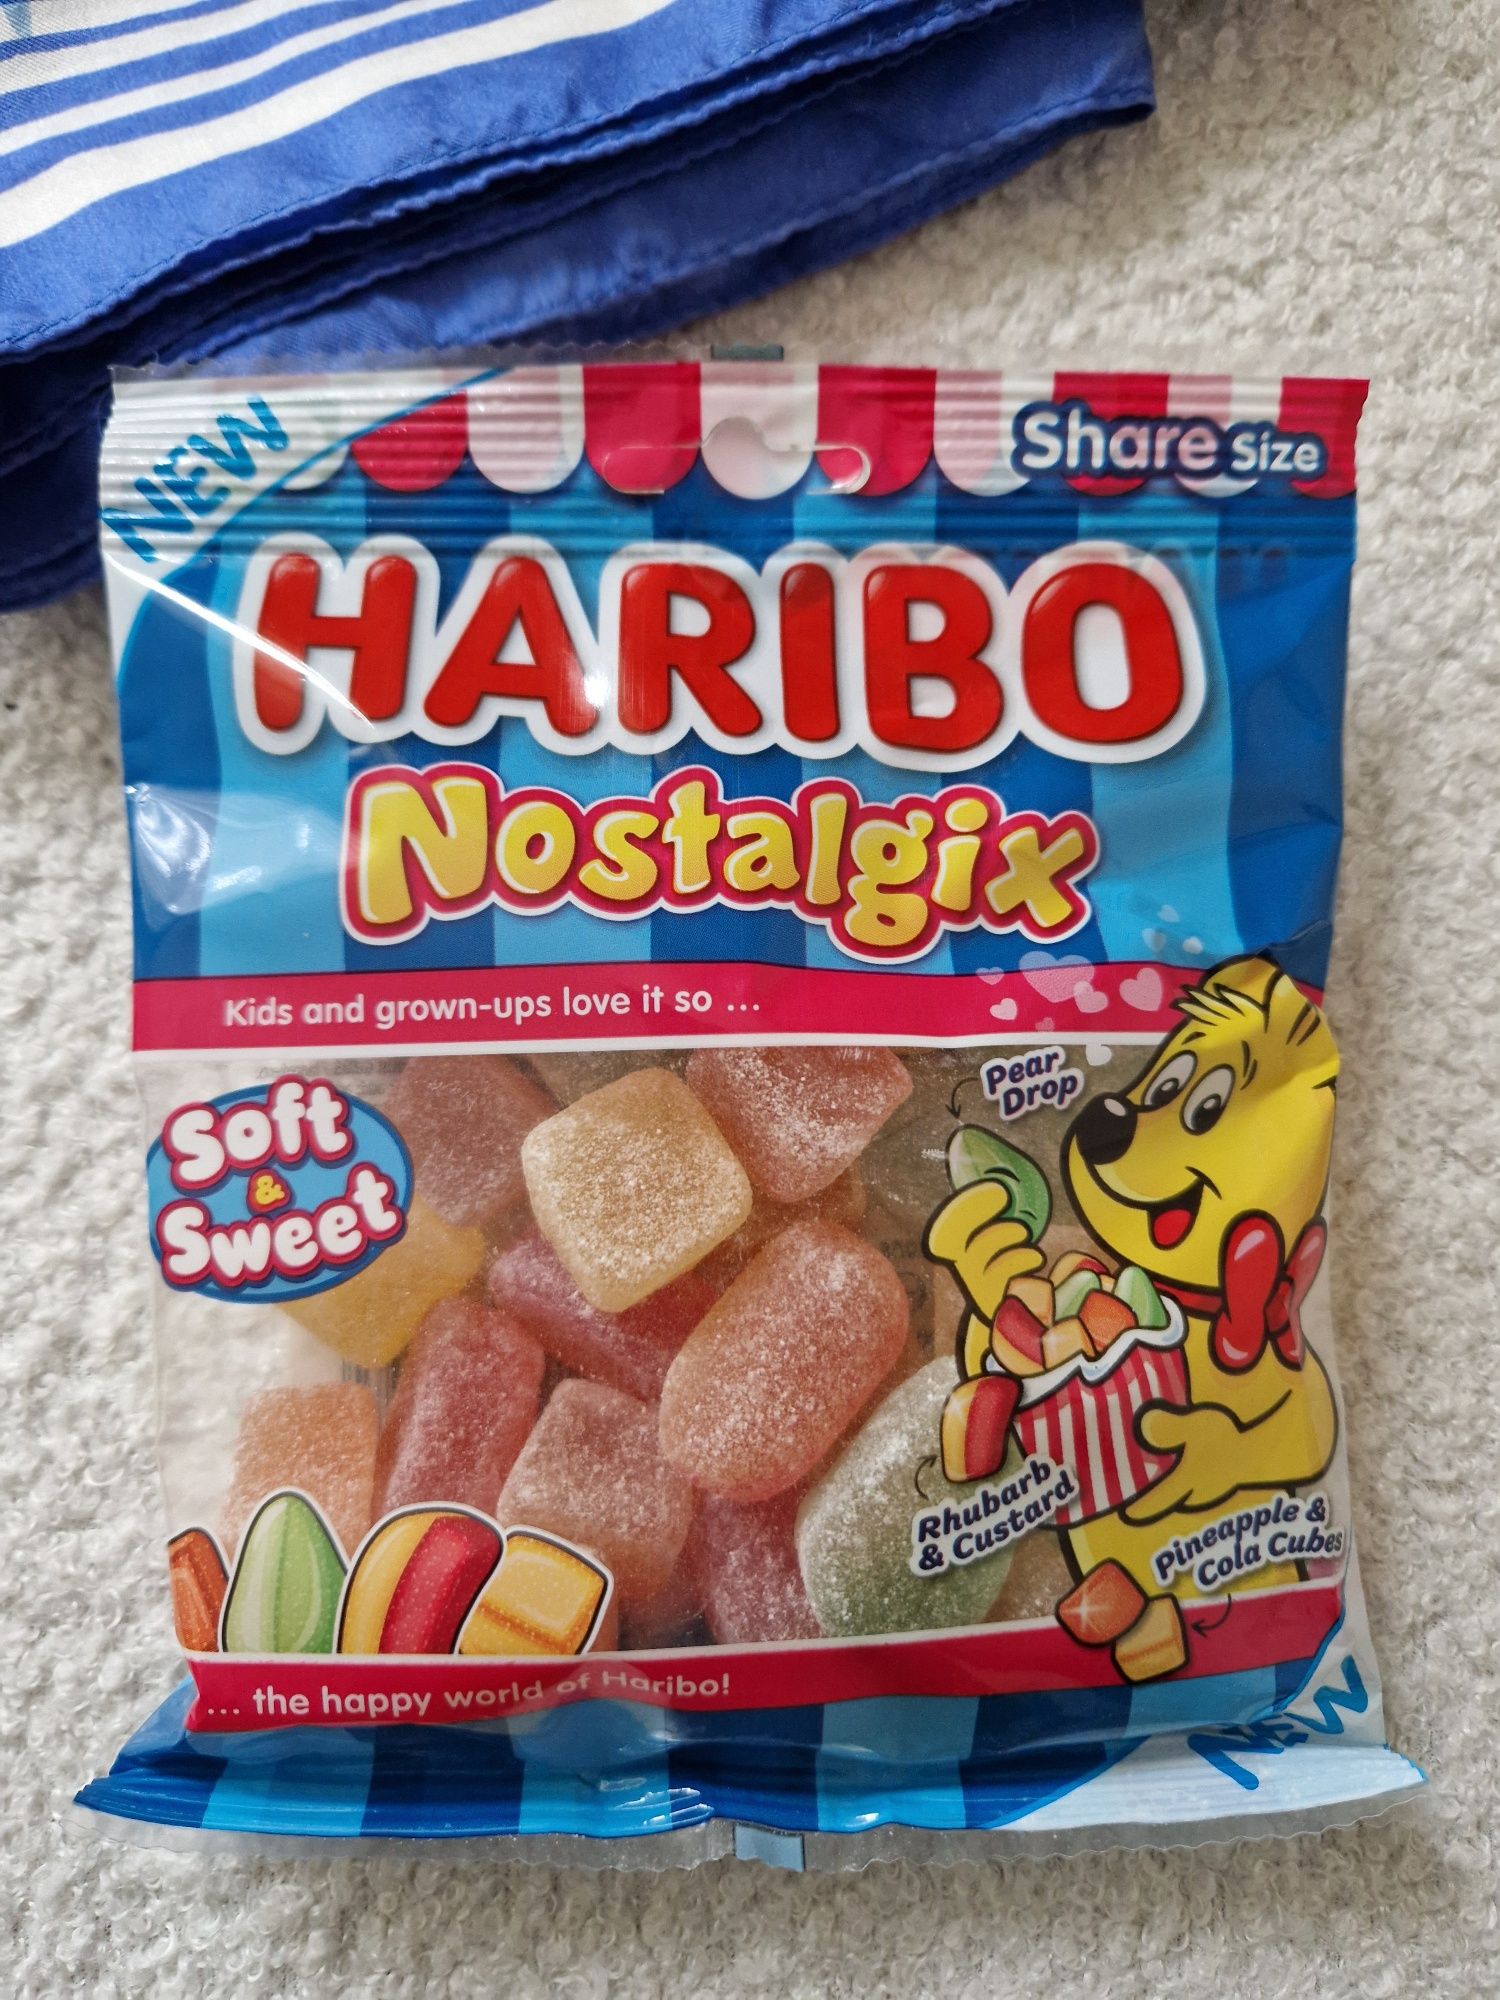 NEW
Share Size
HARIBO
Nostalgix
Kids and grown-ups love it so ...
Soft
&
Sweet
Pear
Drop
Rhubarb
& Custard
Pineapple &
Cola Cubes
... the happy world of Haribo!
NEW